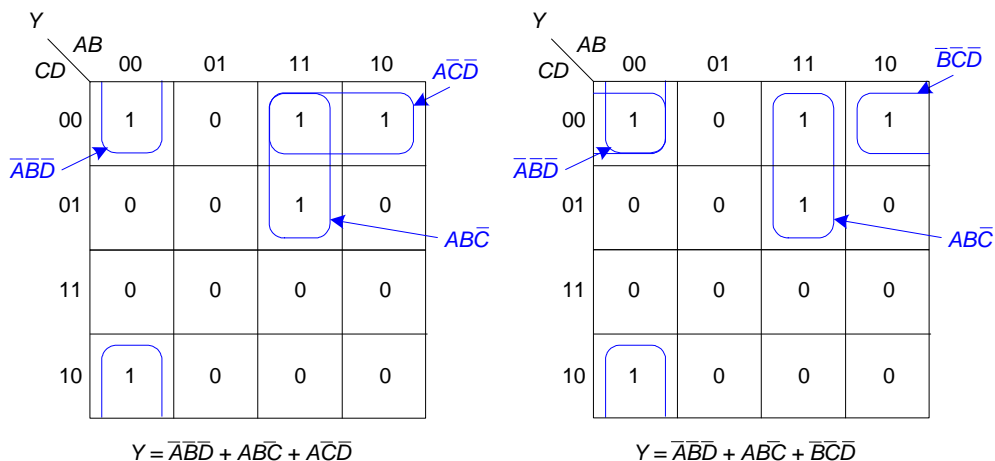 Y
AB
CD
00 01 11 10
00 1 0 1 1
01 0 0 1 0
11 0 0 0 0
10 1 0 0 0
A̅B̅D̅
AC̅D̅
ABC̅
Y = A̅B̅D̅ + ABC̅ + AC̅D̅
Y
AB
CD
00 01 11 10
00 1 0 1 1
01 0 0 1 0
11 0 0 0 0
10 1 0 0 0
A̅B̅D̅
B̅C̅D̅
ABC̅
Y = A̅B̅D̅ + ABC̅ + B̅C̅D̅